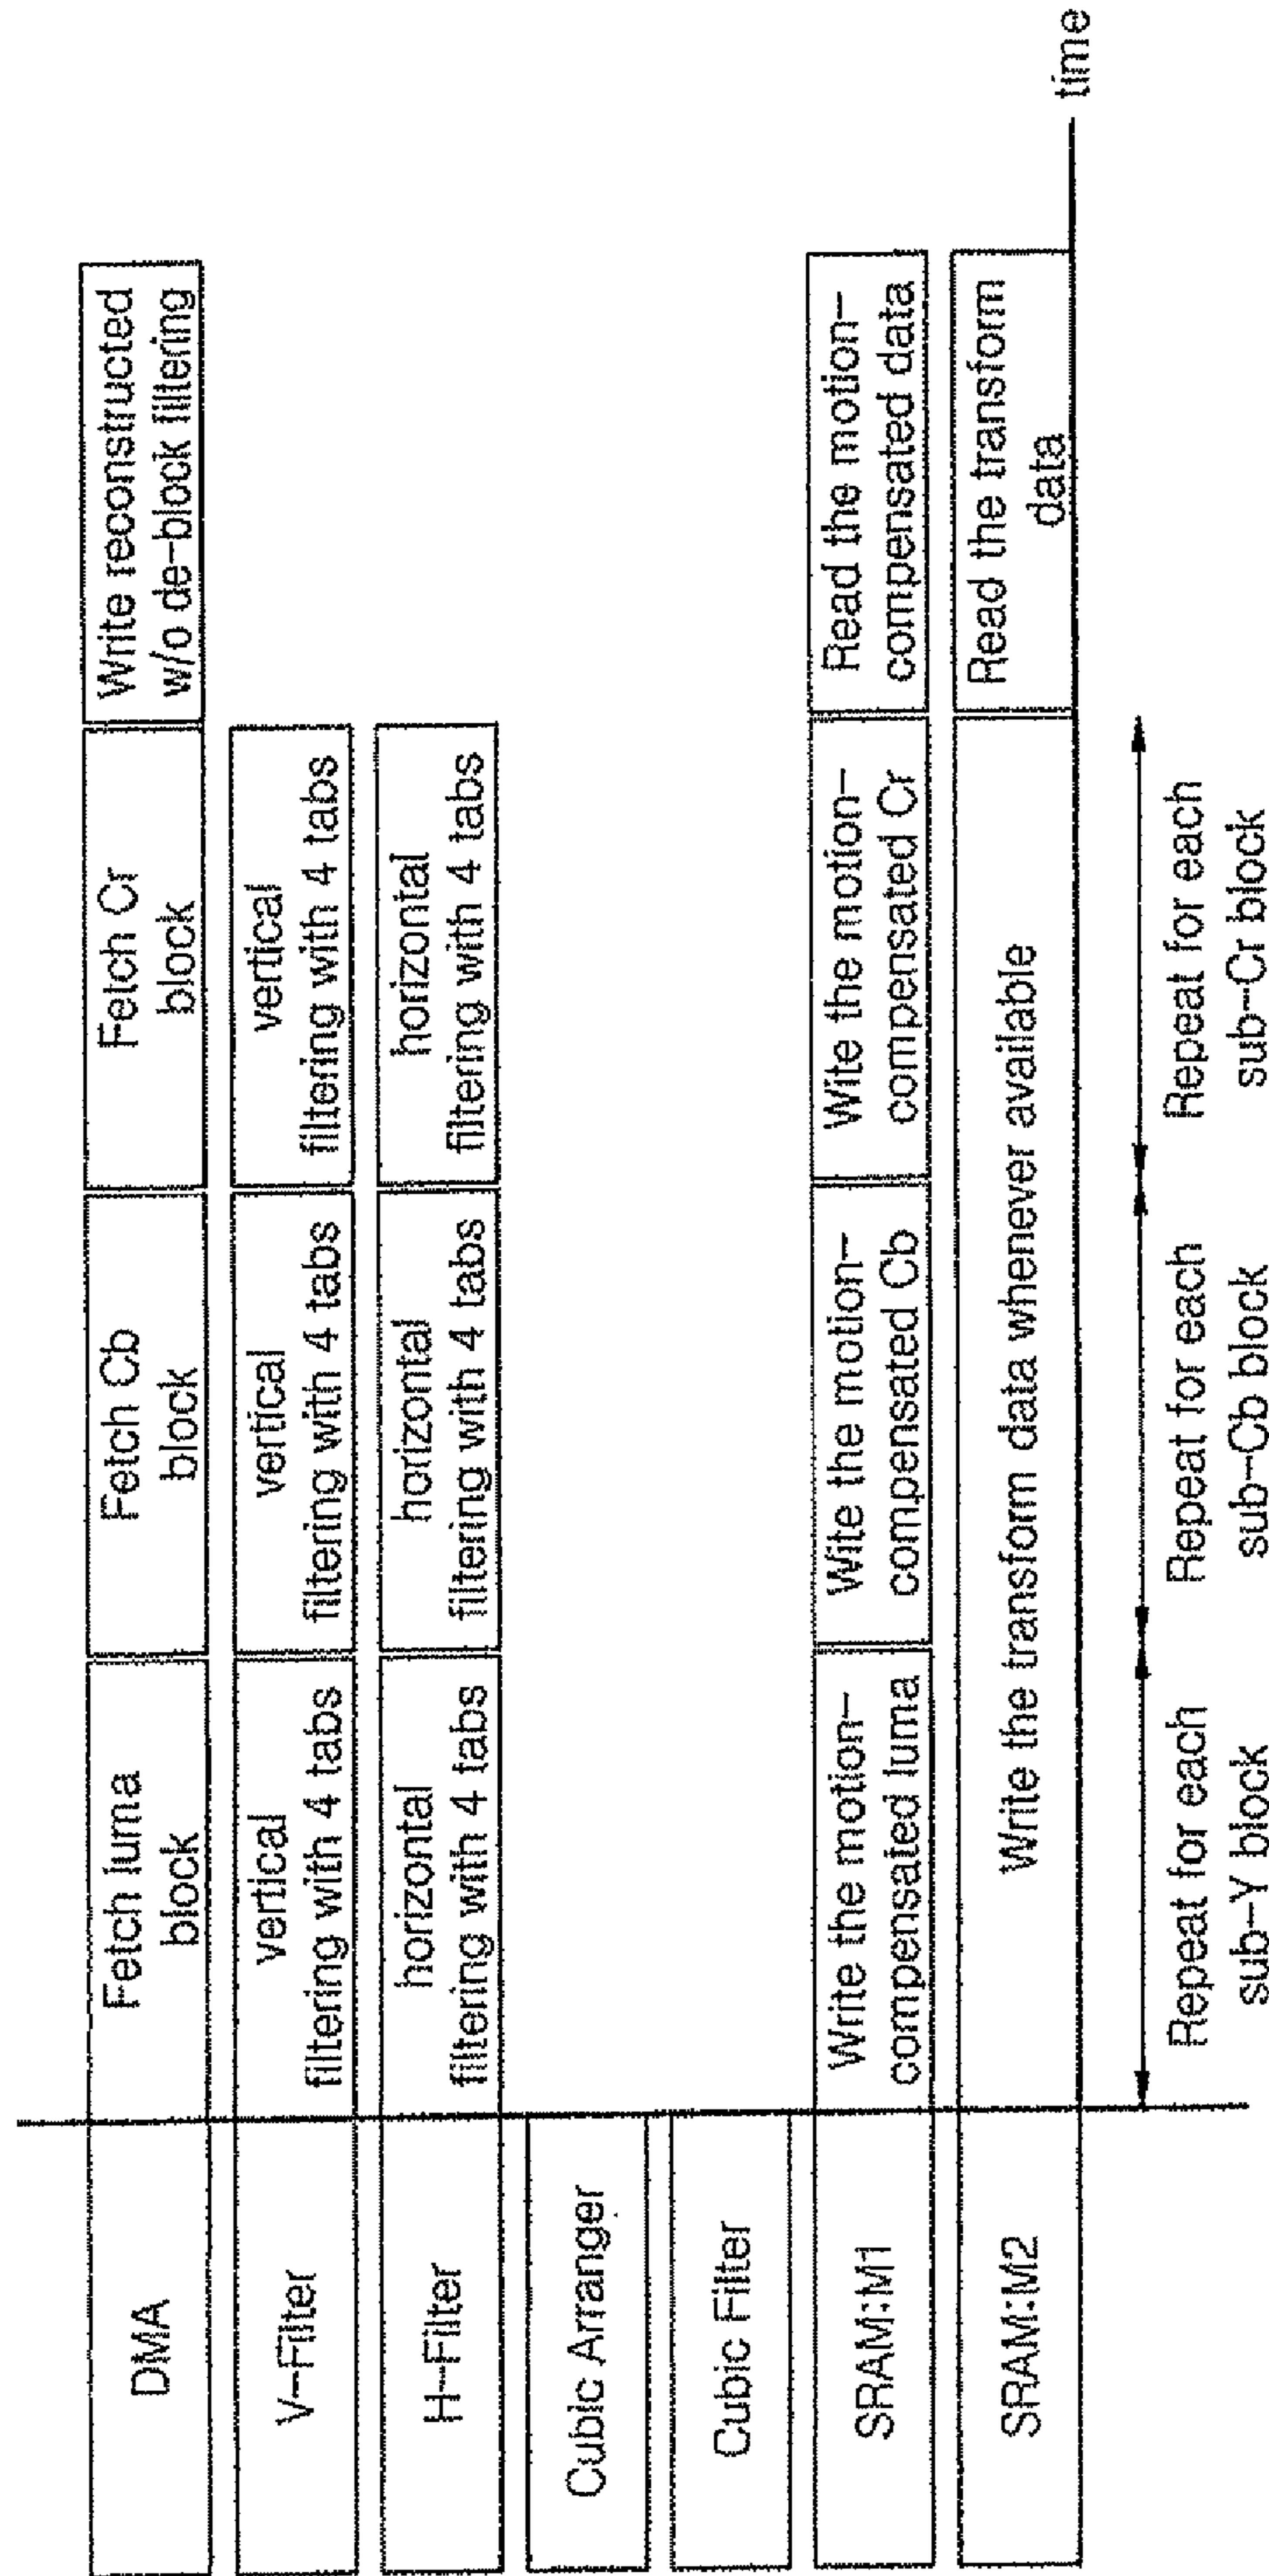 DMA
Fetch luma
block
Fetch Cb
block
Fetch Cr
block
Write reconstructed
w/o de-block filtering
V-Filter
vertical
filtering with 4 tabs
vertical
filtering with 4 tabs
vertical
filtering with 4 tabs
H-Filter
horizontal
filtering with 4 tabs
horizontal
filtering with 4 tabs
horizontal
filtering with 4 tabs
Cubic Arranger
Cubic Filter
SRAM:M1
Write the motion-
compensated luma
Wite the motion-
compensated Cb
Wite the motion-
compensated Cr
Read the motion-
compensated data
SRAM:M2
Write the transform data whenever available
Read the transform
data
time
Repeat for each
sub-Y block
Repeat for each
sub-Cb block
Repeat for each
sub-Cr block